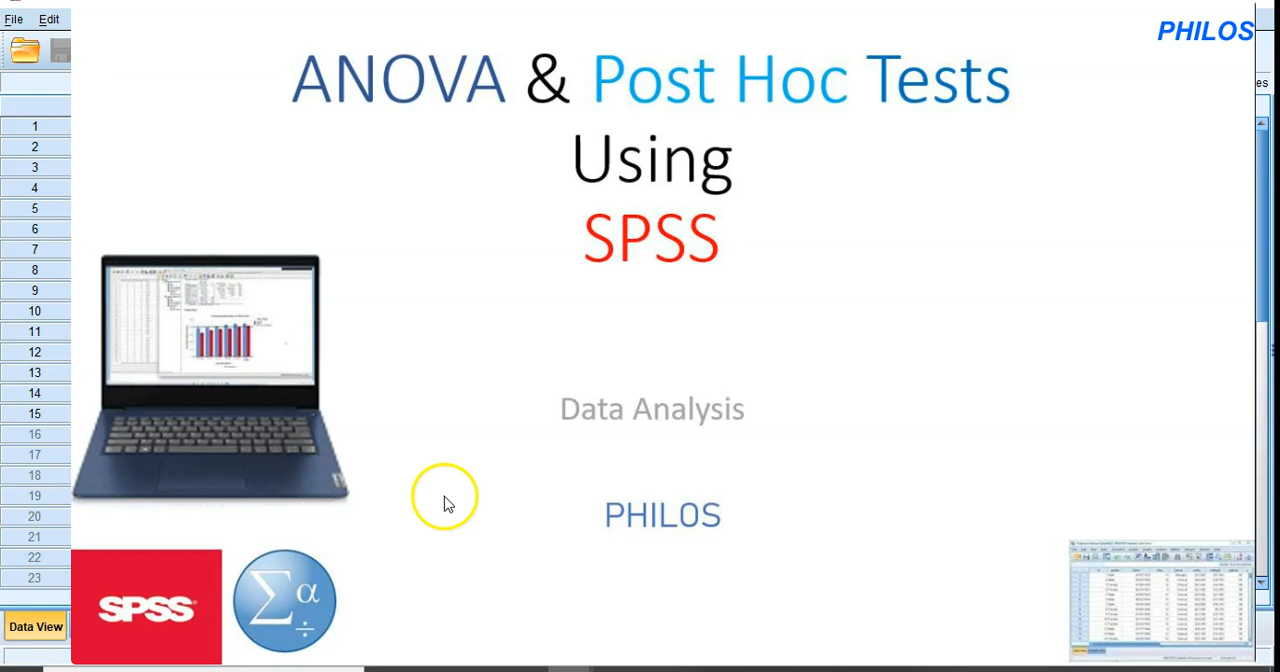 File Edit
PHILOS
ANOVA & Post Hoc Tests
Using
SPSS
es
1
2
3
4
5
6
7
8
9
10
11
12
13
14
15
16
17
18
19
20
21
22
23
Data Analysis
PHILOS
SPSS
Σ α ÷
Data View